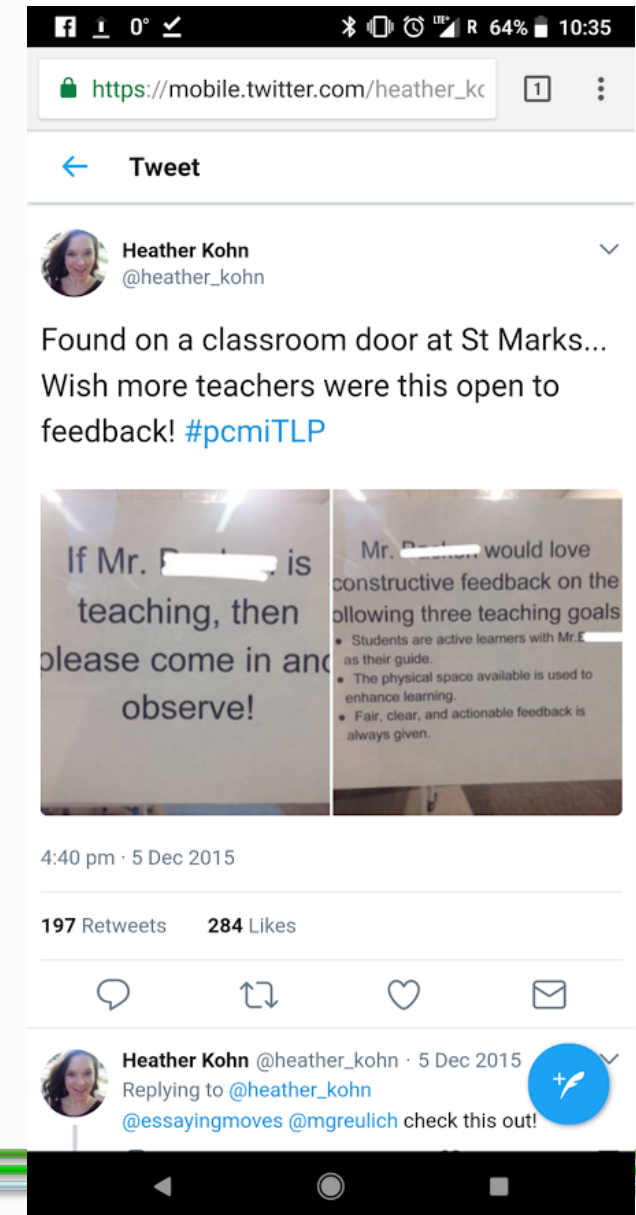 0°
R 64% 10:35
https://mobile.twitter.com/heather_kc
1
Tweet
Heather Kohn
@heather_kohn
Found on a classroom door at St Marks...
Wish more teachers were this open to
feedback! #pcmiTLP
If Mr. is
teaching, then
please come in and
observe!
Mr. would love
constructive feedback on the
ollowing three teaching goals
• Students are active learners with Mr.
as their guide.
• The physical space available is used to
enhance learning.
• Fair, clear, and actionable feedback is
always given.
4:40 pm · 5 Dec 2015
197 Retweets 284 Likes
Heather Kohn @heather_kohn · 5 Dec 2015
Replying to @heather_kohn
@essayingmoves @mgreulich check this out!